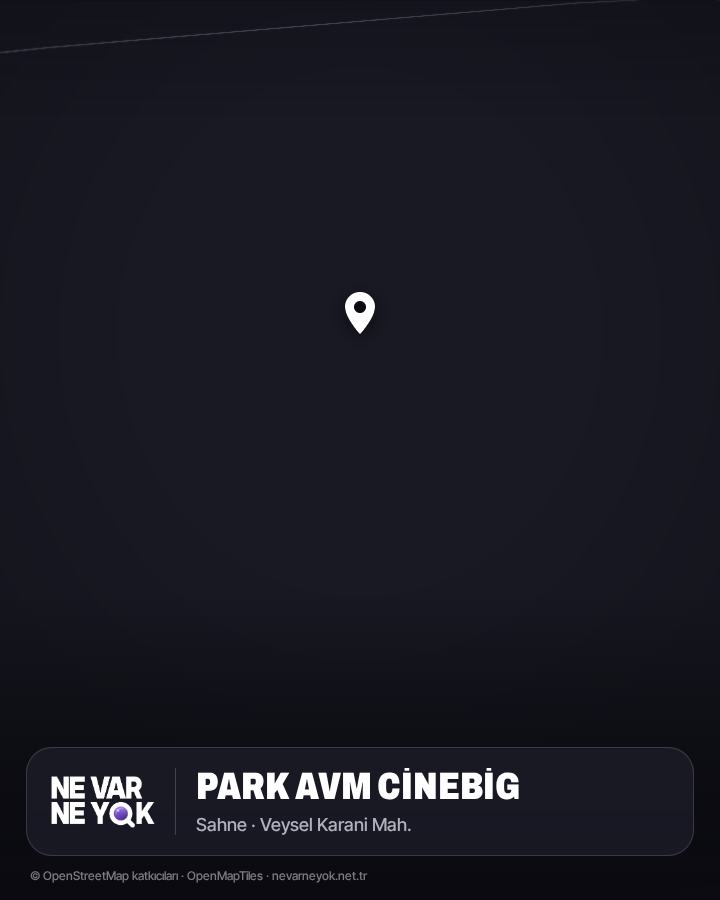 NE VAR
NE YOK
PARK AVM CİNEBİG
Sahne · Veysel Karani Mah.
© OpenStreetMap katkıcıları · OpenMapTiles · nevarneyok.net.tr